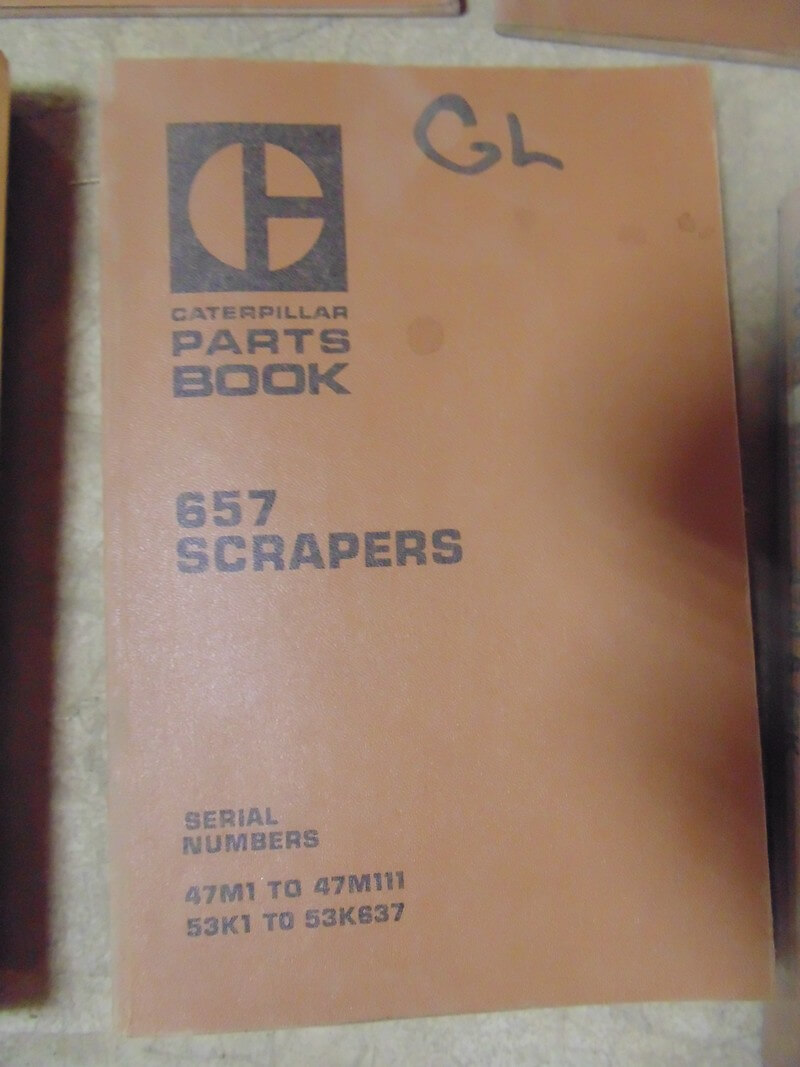 GL
CATERPILLAR
PARTS
BOOK
657
SCRAPERS
SERIAL
NUMBERS
47M1 TO 47M111
53K1 TO 53K637